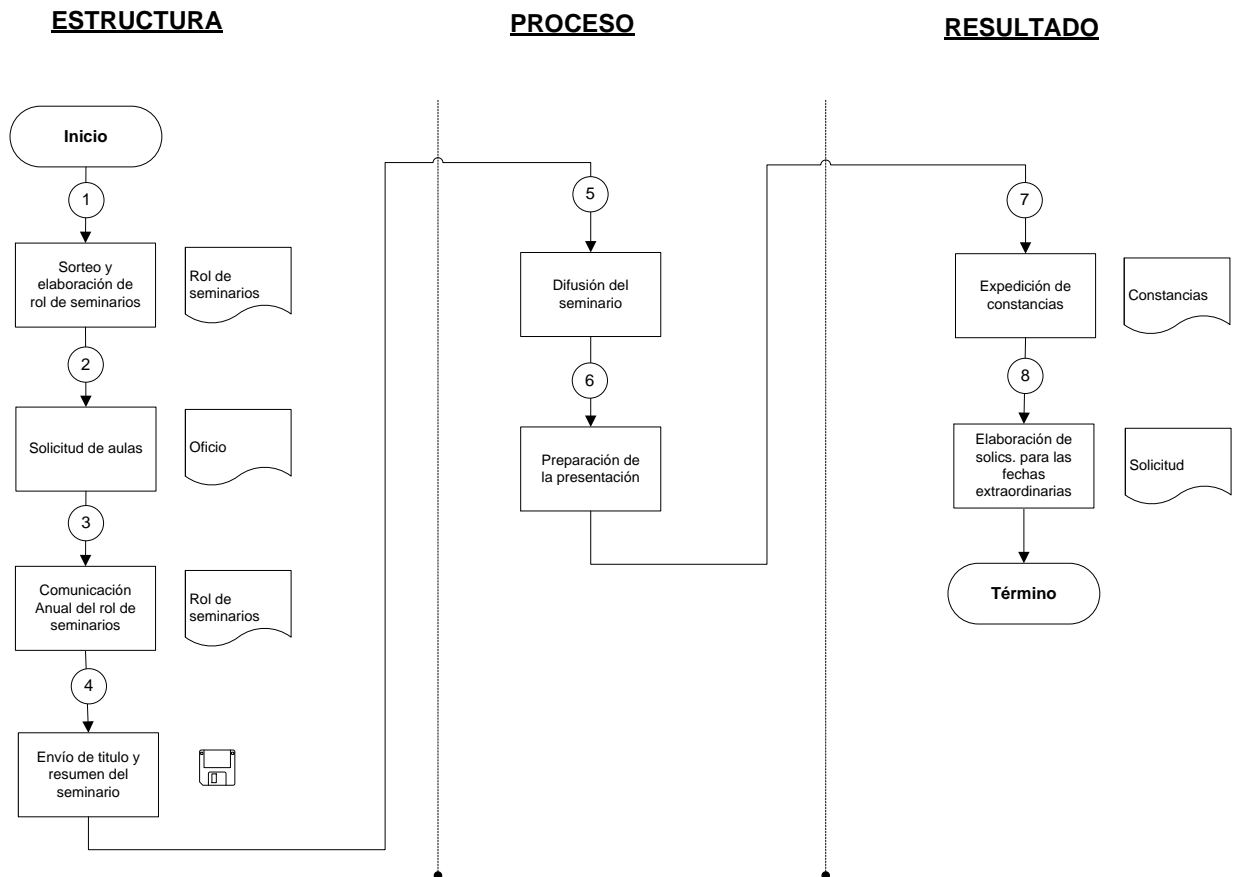 ESTRUCTURA
PROCESO
RESULTADO
Inicio
1
Sorteo y
elaboración de
rol de seminarios
Rol de
seminarios
2
Solicitud de aulas
Oficio
3
Comunicación
Anual del rol de
seminarios
Rol de
seminarios
4
Envío de titulo y
resumen del
seminario
5
Difusión del
seminario
6
Preparación de
la presentación
7
Expedición de
constancias
Constancias
8
Elaboración de
solics. para las
fechas
extraordinarias
Solicitud
Término